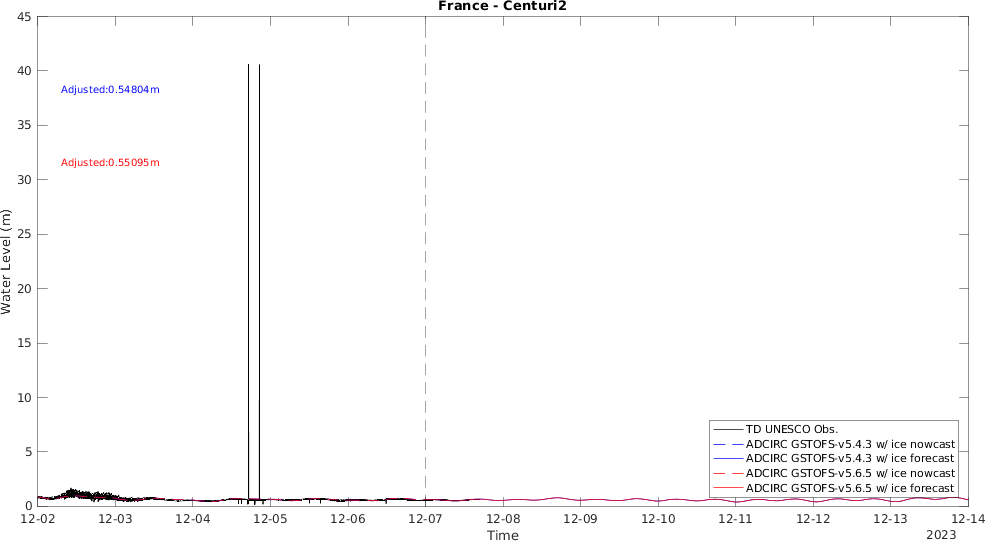 France - Centuri2
45
40
35
30
25
20
15
10
5
0
Water Level (m)
Adjusted:0.54804m
Adjusted:0.55095m
TD UNESCO Obs.
ADCIRC GSTOFS-v5.4.3 w/ ice nowcast
ADCIRC GSTOFS-v5.4.3 w/ ice forecast
ADCIRC GSTOFS-v5.6.5 w/ ice nowcast
ADCIRC GSTOFS-v5.6.5 w/ ice forecast
12-02 12-03 12-04 12-05 12-06 12-07 12-08 12-09 12-10 12-11 12-12 12-13 12-14
Time
2023